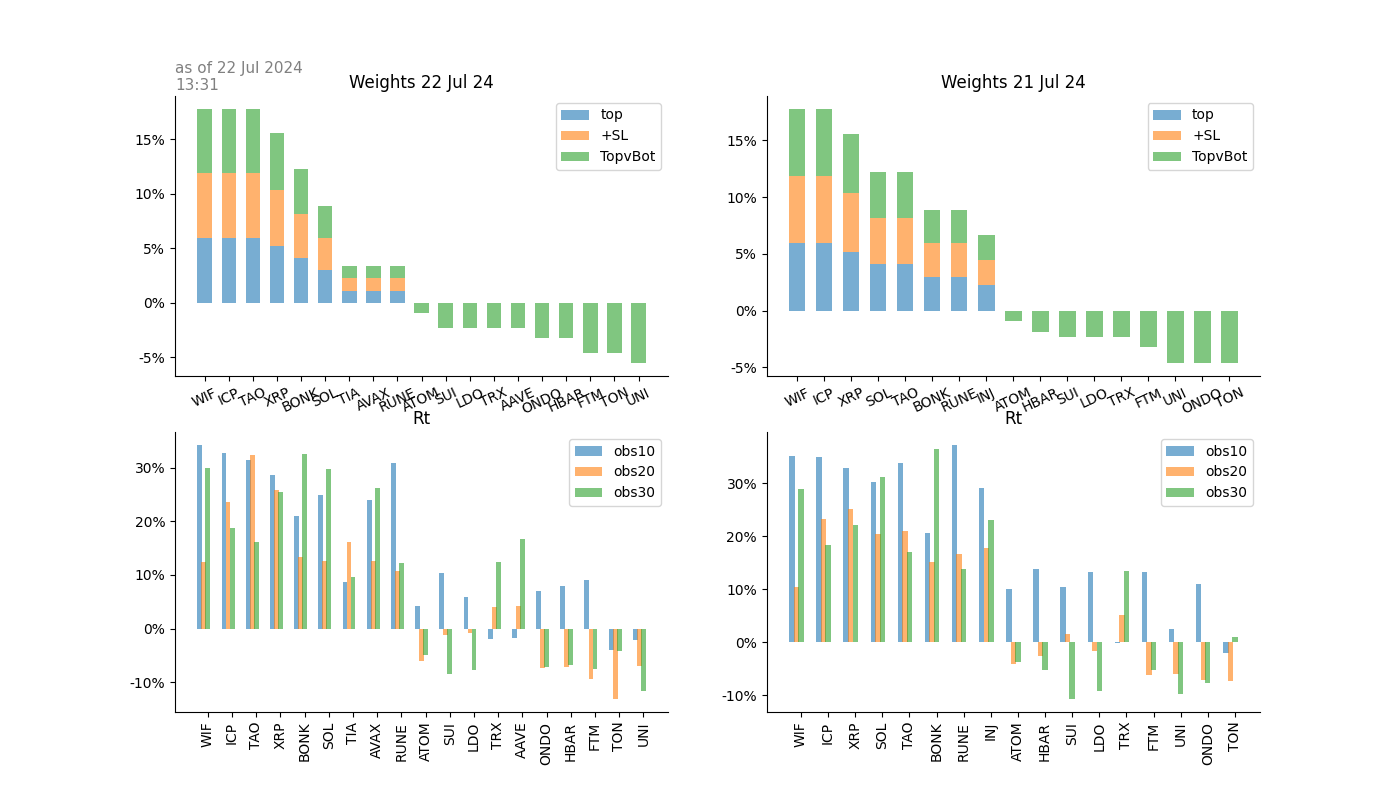 as of 22 Jul 2024
13:31
Weights 22 Jul 24
top
+SL
TopvBot
15%
10%
5%
0%
-5%
WIF ICP TAO XRP BONK SOL TIA AVAX RUNE ATOM SUI LDO TRX AAVE ONDO HBAR FTM TON UNI
Weights 21 Jul 24
top
+SL
TopvBot
15%
10%
5%
0%
-5%
WIF ICP XRP SOL TAO BONK RUNE INJ ATOM HBAR SUI LDO TRX FTM UNI ONDO TON
Rt
obs10
obs20
obs30
30%
20%
10%
0%
-10%
WIF ICP TAO XRP BONK SOL TIA AVAX RUNE ATOM SUI LDO TRX AAVE ONDO HBAR FTM TON UNI
Rt
obs10
obs20
obs30
30%
20%
10%
0%
-10%
WIF ICP XRP SOL TAO BONK RUNE INJ ATOM HBAR SUI LDO TRX FTM UNI ONDO TON